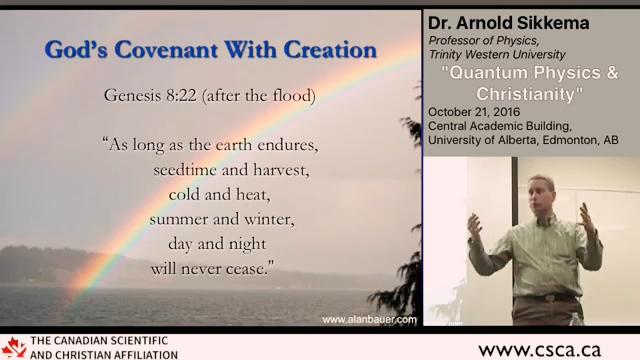 God's Covenant With Creation
Genesis 8:22 (after the flood)
“As long as the earth endures,
seedtime and harvest,
cold and heat,
summer and winter,
day and night
will never cease.”
www.alanbauer.com
Dr. Arnold Sikkema
Professor of Physics,
Trinity Western University
"Quantum Physics &
Christianity"
October 21, 2016
Central Academic Building,
University of Alberta, Edmonton, AB
THE CANADIAN SCIENTIFIC
AND CHRISTIAN AFFILIATION
www.csca.ca